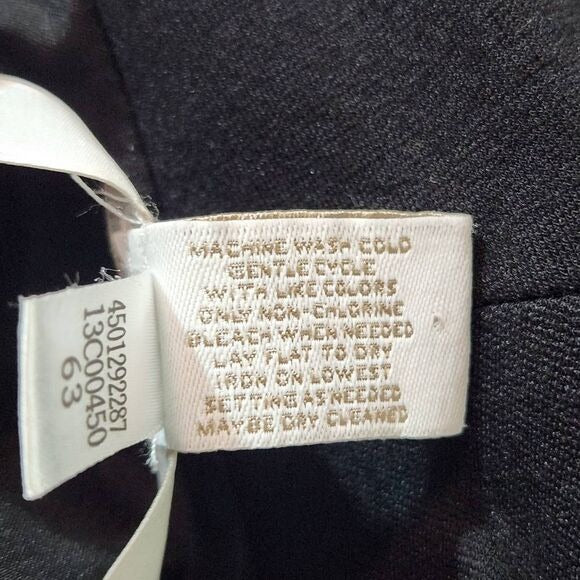 MACHINE WASH COLD
GENTLE CYCLE
WITH LIKE COLORS
ONLY NON-CHLORINE
BLEACH WHEN NEEDED
LAY FLAT TO DRY
IRON ON LOWEST
SETTING AS NEEDED
MAY BE DRY CLEANED
4501292287
13C00450
63